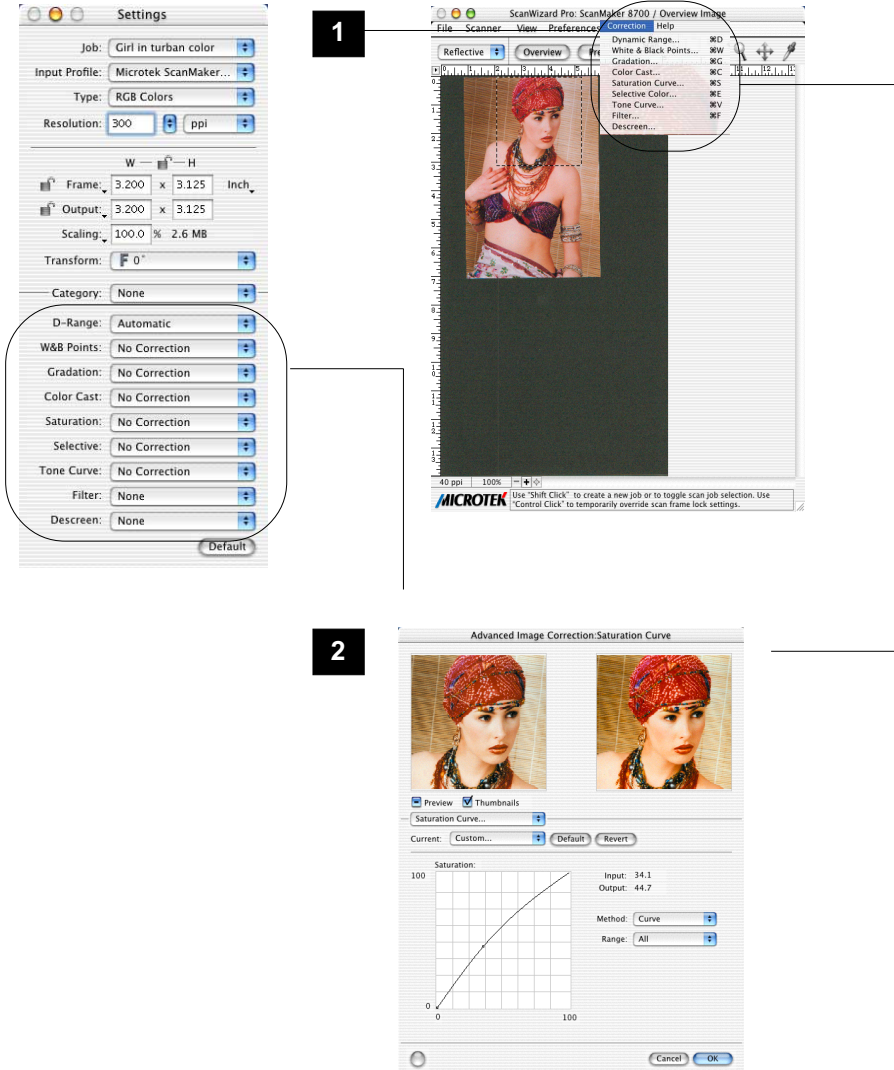 Settings
Job: Girl in turban color
Input Profile: Microtek ScanMaker...
Type: RGB Colors
Resolution: 300 ppi
W — H
Frame: 3.200 x 3.125 Inch
Output: 3.200 x 3.125
Scaling: 100.0 % 2.6 MB
Transform: F 0°
Category: None
D-Range: Automatic
W&B Points: No Correction
Gradation: No Correction
Color Cast: No Correction
Saturation: No Correction
Selective: No Correction
Tone Curve: No Correction
Filter: None
Descreen: None
Default
1
ScanWizard Pro: ScanMaker 8700 / Overview Image
File Scanner View Preferences Correction Help
Reflective Overview
Dynamic Range... ⌘D
White & Black Points... ⌘W
Gradation... ⌘G
Color Cast... ⌘C
Saturation Curve... ⌘S
Selective Color... ⌘E
Tone Curve... ⌘V
Filter... ⌘F
Descreen...
40 ppi 100%
MICROTEK
Use "Shift Click" to create a new job or to toggle scan job selection. Use
"Control Click" to temporarily override scan frame lock settings.
2
Advanced Image Correction:Saturation Curve
Preview Thumbnails
Saturation Curve...
Current: Custom... Default Revert
Saturation:
100
0
0 100
Input: 34.1
Output: 44.7
Method: Curve
Range: All
Cancel OK